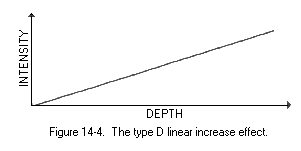 INTENSITY
DEPTH
Figure 14-4. The type D linear increase effect.